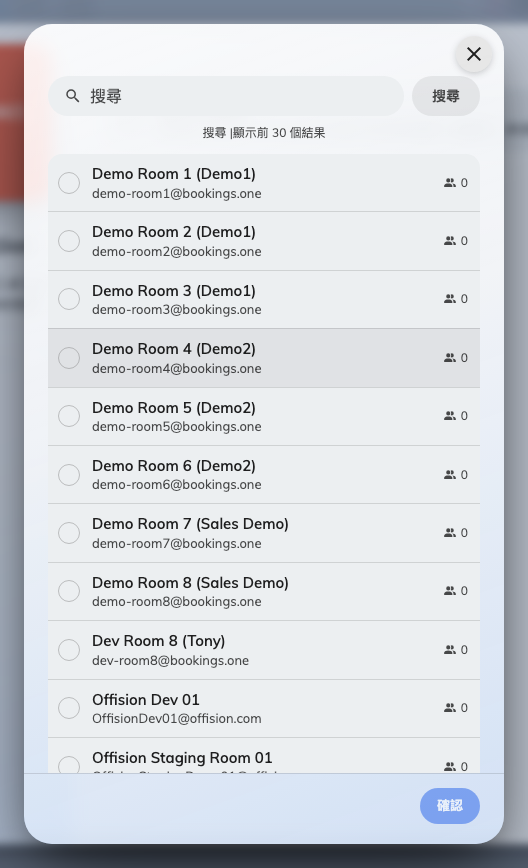 搜尋
搜尋
搜尋 |顯示前 30 個結果
Demo Room 1 (Demo1)
demo-room1@bookings.one
0
Demo Room 2 (Demo1)
demo-room2@bookings.one
0
Demo Room 3 (Demo1)
demo-room3@bookings.one
0
Demo Room 4 (Demo2)
demo-room4@bookings.one
0
Demo Room 5 (Demo2)
demo-room5@bookings.one
0
Demo Room 6 (Demo2)
demo-room6@bookings.one
0
Demo Room 7 (Sales Demo)
demo-room7@bookings.one
0
Demo Room 8 (Sales Demo)
demo-room8@bookings.one
0
Dev Room 8 (Tony)
dev-room8@bookings.one
0
Offision Dev 01
OffisionDev01@offision.com
0
Offision Staging Room 01
0
確認